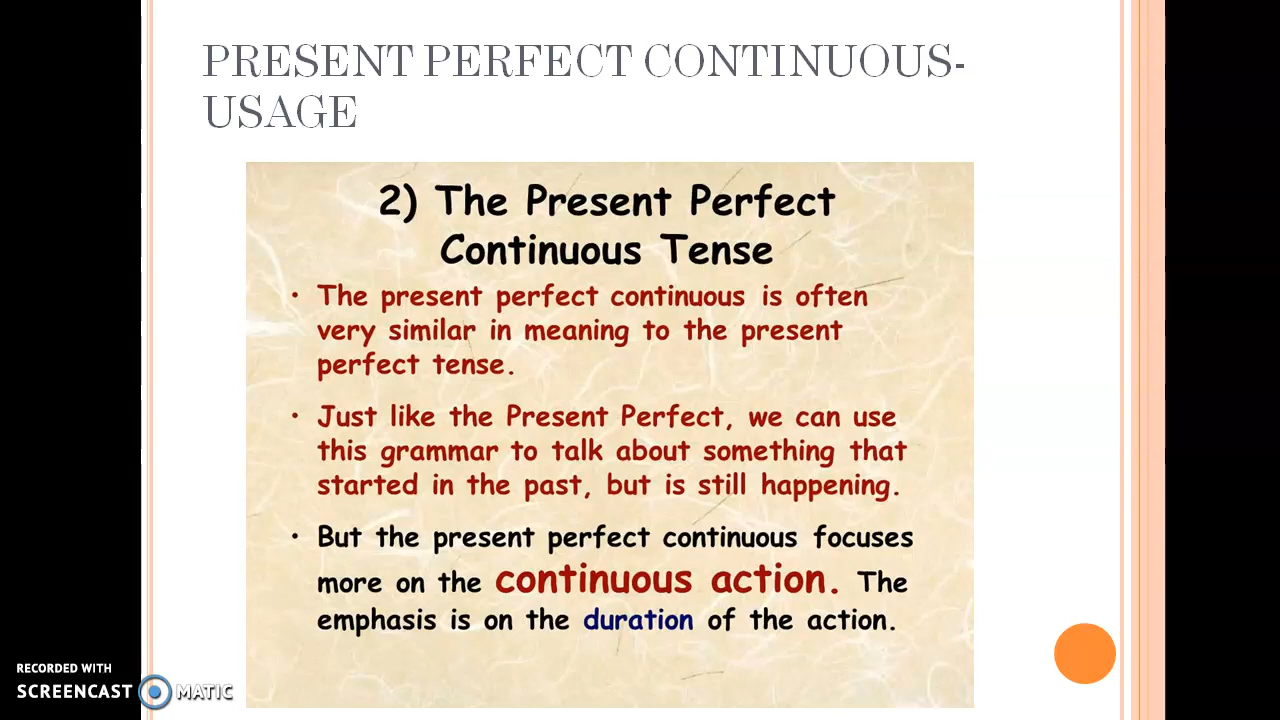 PRESENT PERFECT CONTINUOUS-
USAGE
2) The Present Perfect
Continuous Tense
• The present perfect continuous is often
very similar in meaning to the present
perfect tense.
• Just like the Present Perfect, we can use
this grammar to talk about something that
started in the past, but is still happening.
• But the present perfect continuous focuses
more on the continuous action. The
emphasis is on the duration of the action.
RECORDED WITH
SCREENCAST MATIC